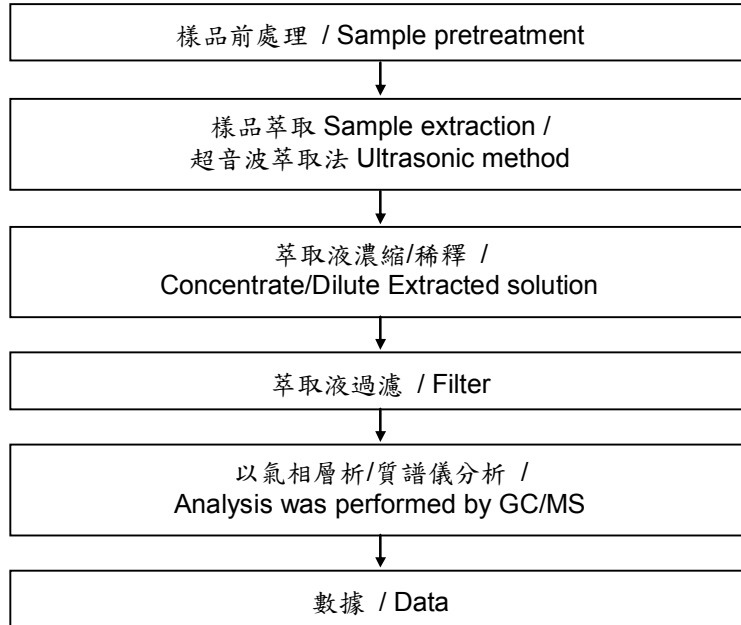 樣品前處理 / Sample pretreatment
樣品萃取 Sample extraction /
超音波萃取法 Ultrasonic method
萃取液濃縮/稀釋 /
Concentrate/Dilute Extracted solution
萃取液過濾 / Filter
以氣相層析/質譜儀分析 /
Analysis was performed by GC/MS
數據 / Data